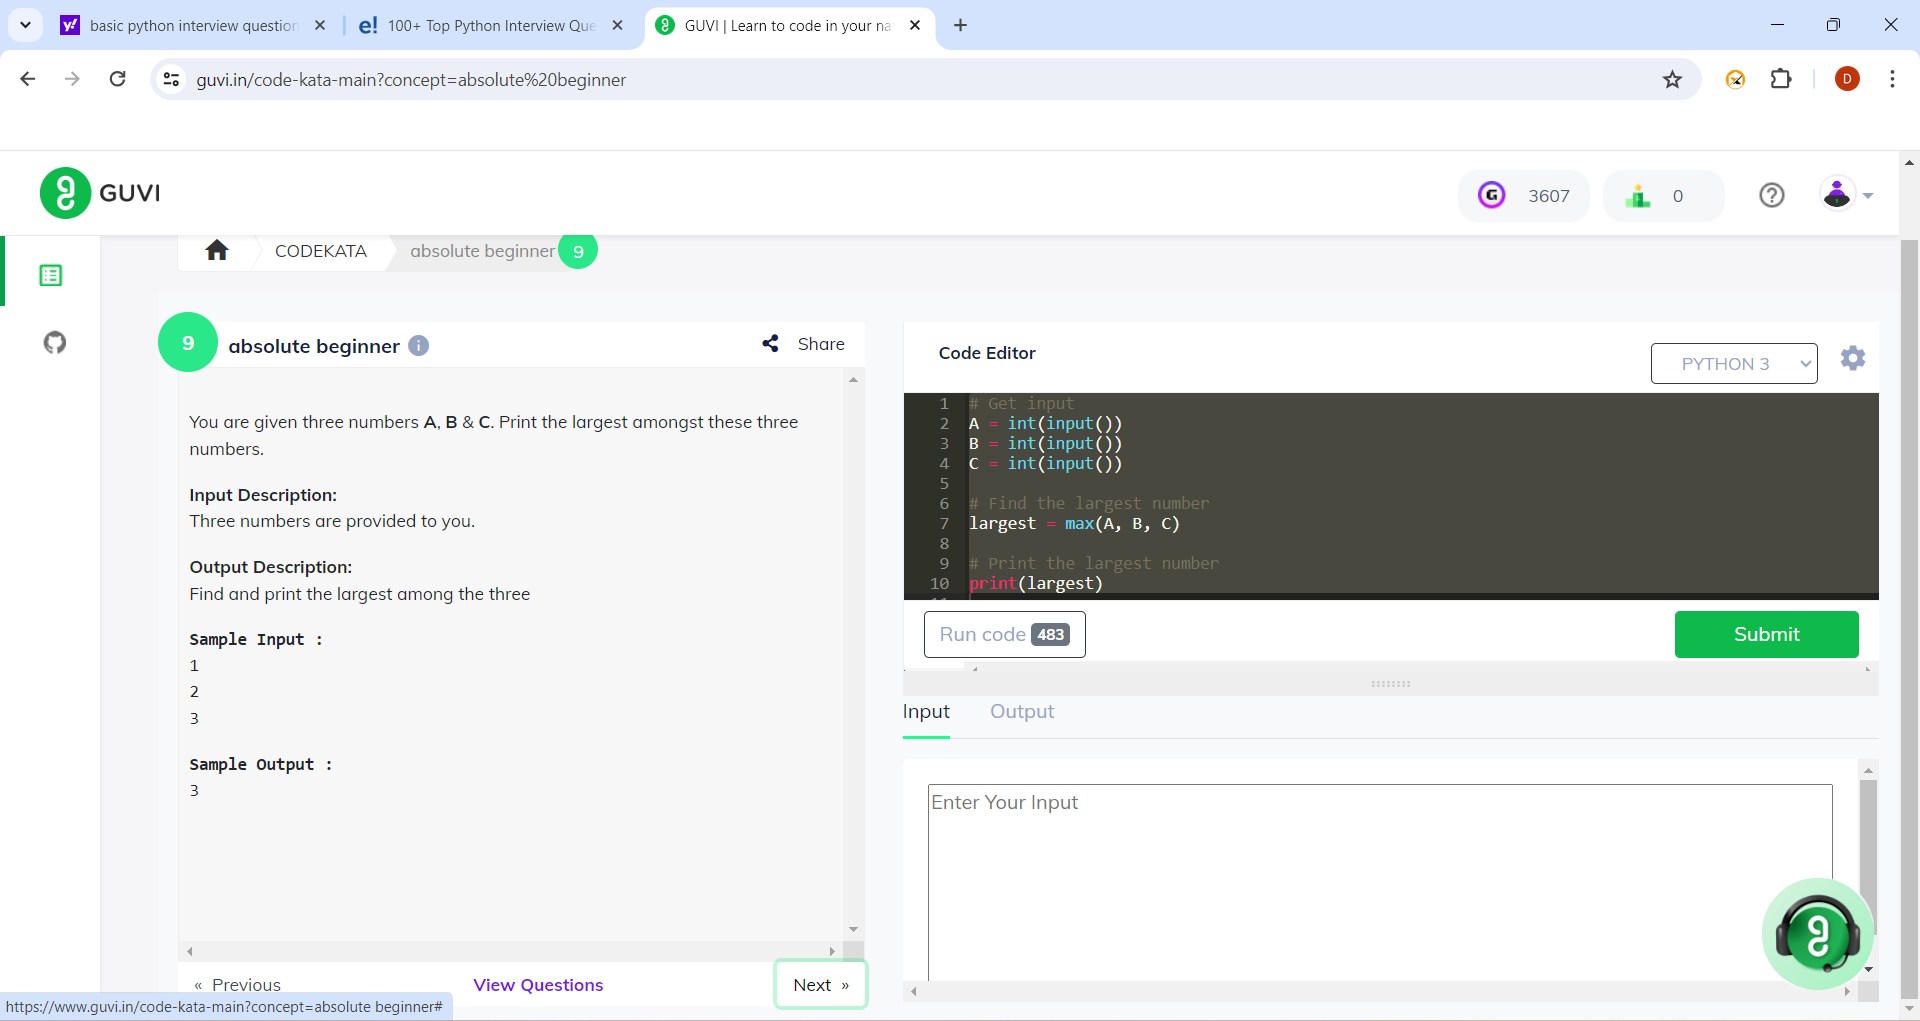 basic python interview question
100+ Top Python Interview Que
GUVI | Learn to code in your na
guvi.in/code-kata-main?concept=absolute%20beginner
D
GUVI
G 3607
0
CODEKATA
absolute beginner 9
9 absolute beginner
Share
You are given three numbers A, B & C. Print the largest amongst these three
numbers.
Input Description:
Three numbers are provided to you.
Output Description:
Find and print the largest among the three
Sample Input :
1
2
3
Sample Output :
3
« Previous
View Questions
Next »
https://www.guvi.in/code-kata-main?concept=absolute beginner#
Code Editor
PYTHON 3
1 # Get input
2 A = int(input())
3 B = int(input())
4 C = int(input())
5
6 # Find the largest number
7 largest = max(A, B, C)
8
9 # Print the largest number
10 print(largest)
Run code 483
Submit
Input
Output
Enter Your Input